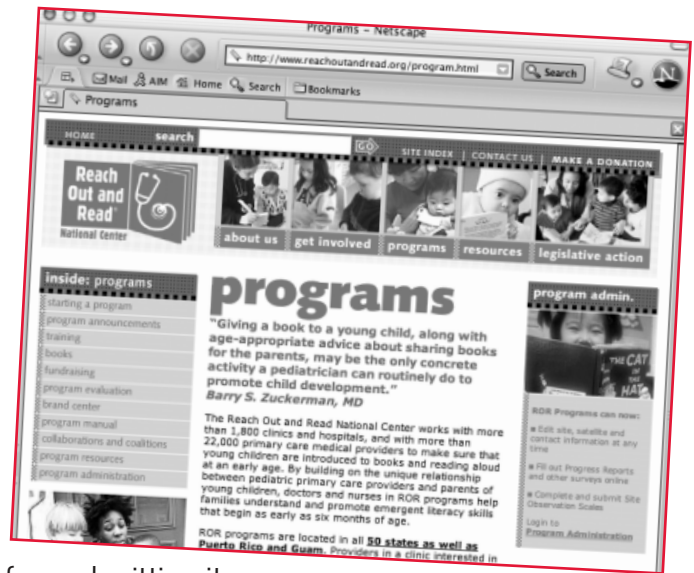 Programs – Netscape
http://www.reachoutandread.org/program.html
Search
Mail AIM Home Search Bookmarks
Programs
HOME search GO SITE INDEX | CONTACT US | MAKE A DONATION
Reach
Out and
Read®
National Center
about us get involved programs resources legislative action
inside: programs
starting a program
program announcements
training
books
fundraising
program evaluation
brand center
program manual
collaborations and coalitions
program resources
program administration
programs
“Giving a book to a young child, along with
age-appropriate advice about sharing books
for the parents, may be the only concrete
activity a pediatrician can routinely do to
promote child development.”
Barry S. Zuckerman, MD
The Reach Out and Read National Center works with more
than 1,800 clinics and hospitals, and with more than
22,000 primary care medical providers to make sure that
young children are introduced to books and reading aloud
at an early age. By building on the unique relationship
between pediatric primary care providers and parents of
young children, doctors and nurses in ROR programs help
families understand and promote emergent literacy skills
that begin as early as six months of age.
ROR programs are located in all 50 states as well as
Puerto Rico and Guam. Providers in a clinic interested in
program admin.
THE CAT
IN
THE
HAT
ROR Programs can now:
■ Edit site, satellite and
contact information at any
time
■ Fill out Progress Reports
and other surveys online
■ Complete and submit Site
Observation Scales
Login to
Program Administration